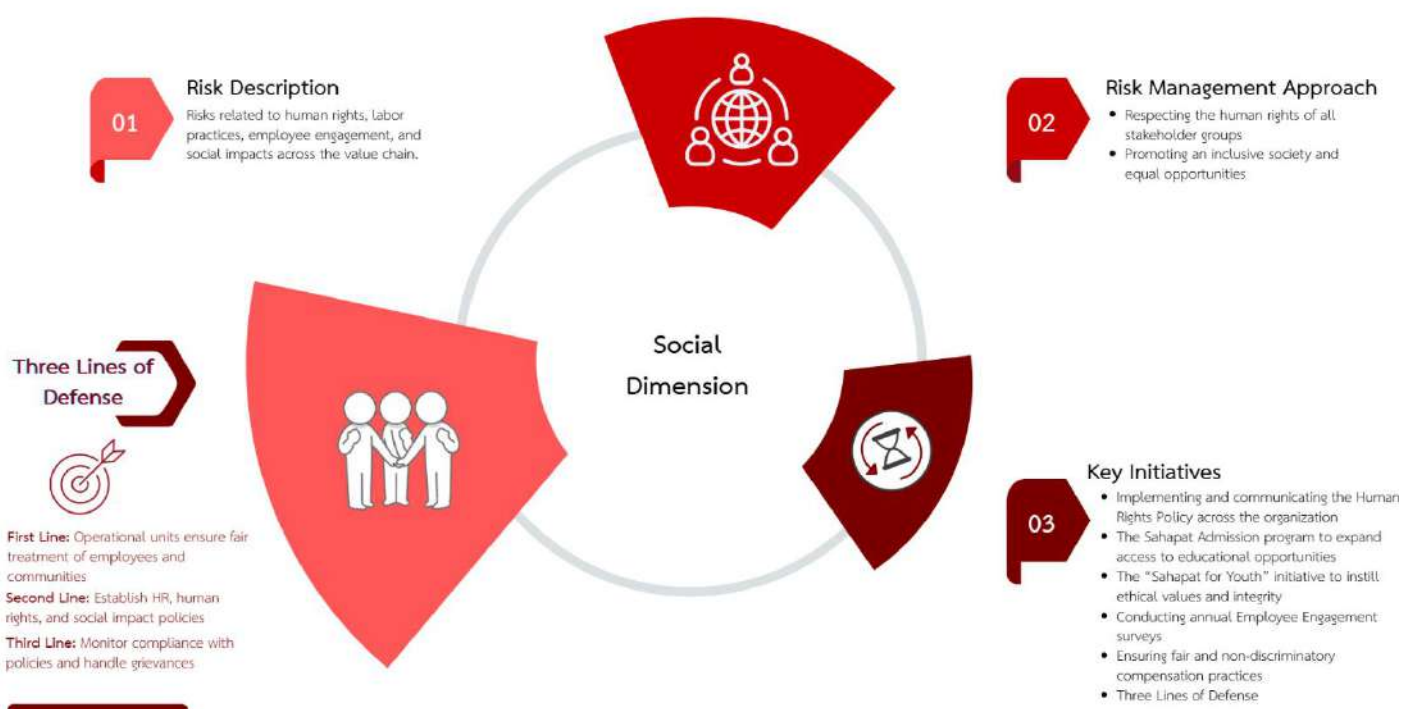 01
Risk Description
Risks related to human rights, labor
practices, employee engagement, and
social impacts across the value chain.
02
Risk Management Approach
• Respecting the human rights of all
stakeholder groups
• Promoting an inclusive society and
equal opportunities
Social
Dimension
Three Lines of
Defense
First Line: Operational units ensure fair
treatment of employees and
communities
Second Line: Establish HR, human
rights, and social impact policies
Third Line: Monitor compliance with
policies and handle grievances
03
Key Initiatives
• Implementing and communicating the Human
Rights Policy across the organization
• The Sahapat Admission program to expand
access to educational opportunities
• The “Sahapat for Youth” initiative to instill
ethical values and integrity
• Conducting annual Employee Engagement
surveys
• Ensuring fair and non-discriminatory
compensation practices
• Three Lines of Defense